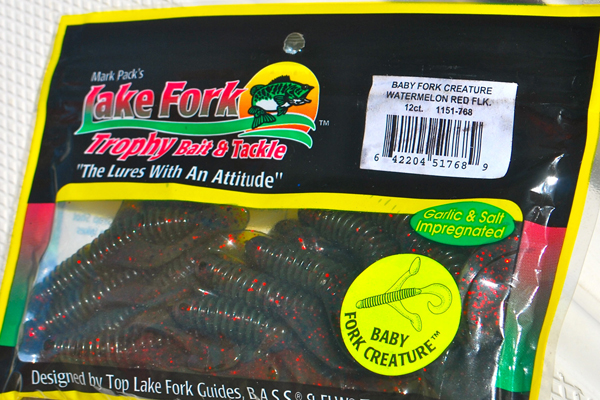 Mark Pack's
Lake Fork
TM
Trophy Bait & Tackle
"The Lures With An Attitude"
BABY FORK CREATURE
WATERMELON RED FLK.
12ct. 1151-768
6 42204 51768 9
Garlic & Salt
Impregnated
BABY
FORK CREATURE™
Designed by Top Lake Fork Guides, B.A.S.S.®